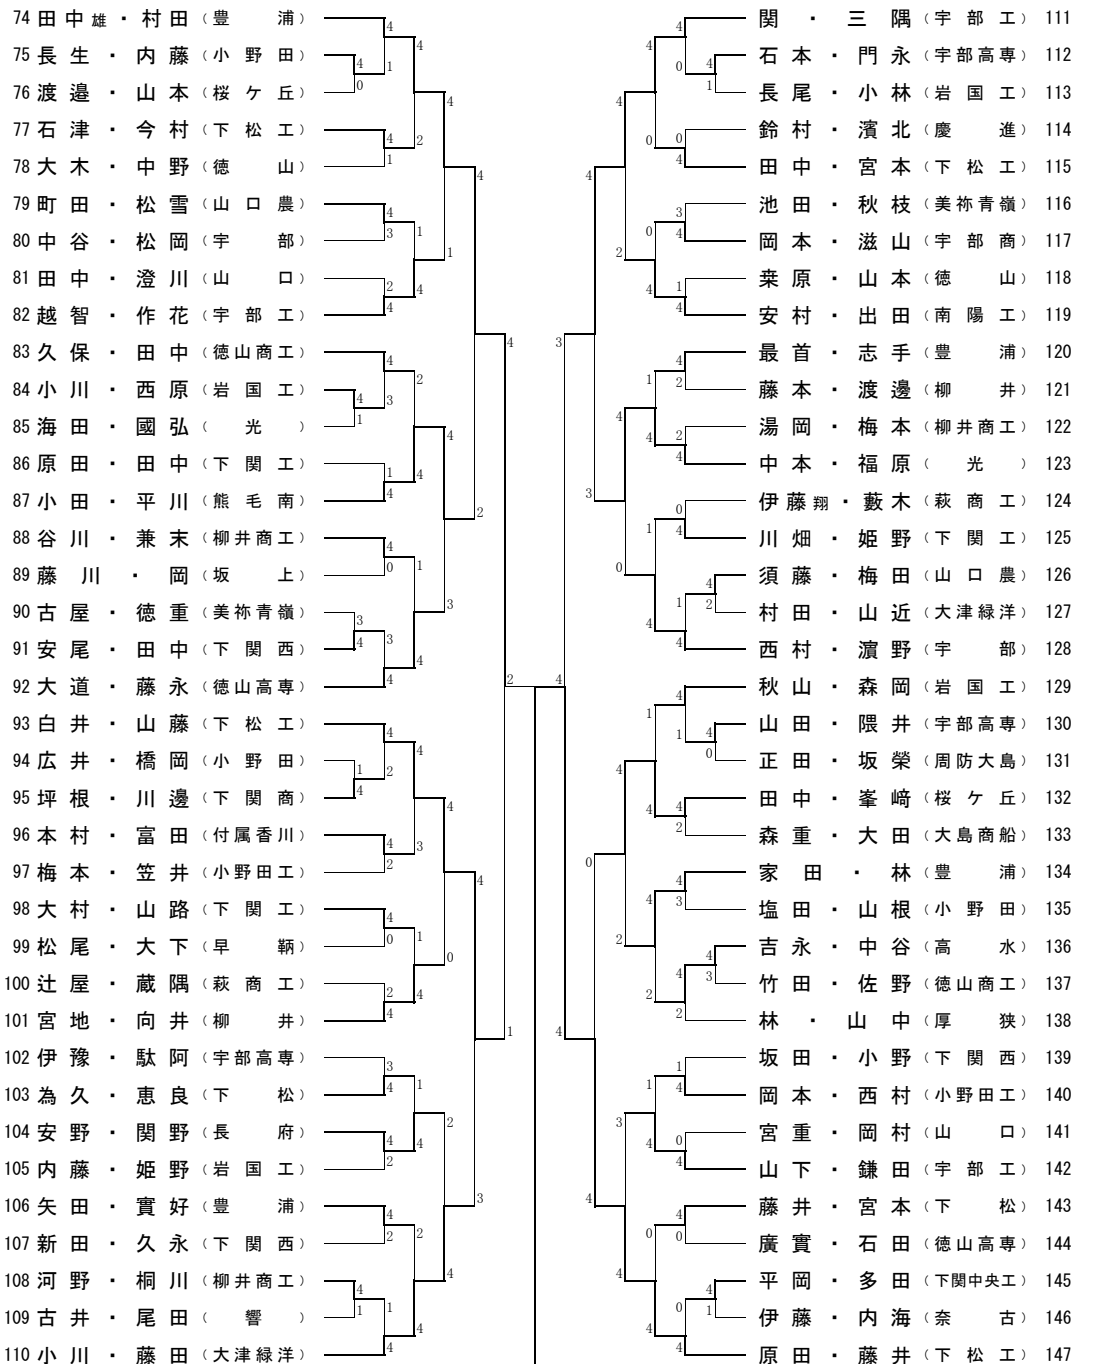 74 田中雄・村田（豊浦）
75 長生・内藤（小野田）
76 渡邉・山本（桜ケ丘）
77 石津・今村（下松工）
78 大木・中野（徳山）
79 町田・松雪（山口農）
80 中谷・松岡（宇部）
81 田中・澄川（山口）
82 越智・作花（宇部工）
83 久保・田中（徳山商工）
84 小川・西原（岩国工）
85 海田・國弘（光）
86 原田・田中（下関工）
87 小田・平川（熊毛南）
88 谷川・兼末（柳井商工）
89 藤川・岡（坂上）
90 古屋・徳重（美祢青嶺）
91 安尾・田中（下関西）
92 大道・藤永（徳山高専）
93 白井・山藤（下松工）
94 広井・橋岡（小野田）
95 坪根・川邊（下関商）
96 本村・富田（付属香川）
97 梅本・笠井（小野田工）
98 大村・山路（下関工）
99 松尾・大下（早鞆）
100 辻屋・蔵隅（萩商工）
101 宮地・向井（柳井）
102 伊豫・駄阿（宇部高専）
103 為久・恵良（下松）
104 安野・関野（長府）
105 内藤・姫野（岩国工）
106 矢田・實好（豊浦）
107 新田・久永（下関西）
108 河野・桐川（柳井商工）
109 古井・尾田（響）
110 小川・藤田（大津緑洋）
関・三隅（宇部工） 111
石本・門永（宇部高専） 112
長尾・小林（岩国工） 113
鈴村・濱北（慶進） 114
田中・宮本（下松工） 115
池田・秋枝（美祢青嶺） 116
岡本・滋山（宇部商） 117
桒原・山本（徳山） 118
安村・出田（南陽工） 119
最首・志手（豊浦） 120
藤本・渡邊（柳井） 121
湯岡・梅本（柳井商工） 122
中本・福原（光） 123
伊藤翔・藪木（萩商工） 124
川畑・姫野（下関工） 125
須藤・梅田（山口農） 126
村田・山近（大津緑洋） 127
西村・濵野（宇部） 128
秋山・森岡（岩国工） 129
山田・隈井（宇部高専） 130
正田・坂榮（周防大島） 131
田中・峯﨑（桜ケ丘） 132
森重・大田（大島商船） 133
家田・林（豊浦） 134
塩田・山根（小野田） 135
吉永・中谷（高水） 136
竹田・佐野（徳山商工） 137
林・山中（厚狭） 138
坂田・小野（下関西） 139
岡本・西村（小野田工） 140
宮重・岡村（山口） 141
山下・鎌田（宇部工） 142
藤井・宮本（下松） 143
廣實・石田（徳山高専） 144
平岡・多田（下関中央工） 145
伊藤・内海（奈古） 146
原田・藤井（下松工） 147